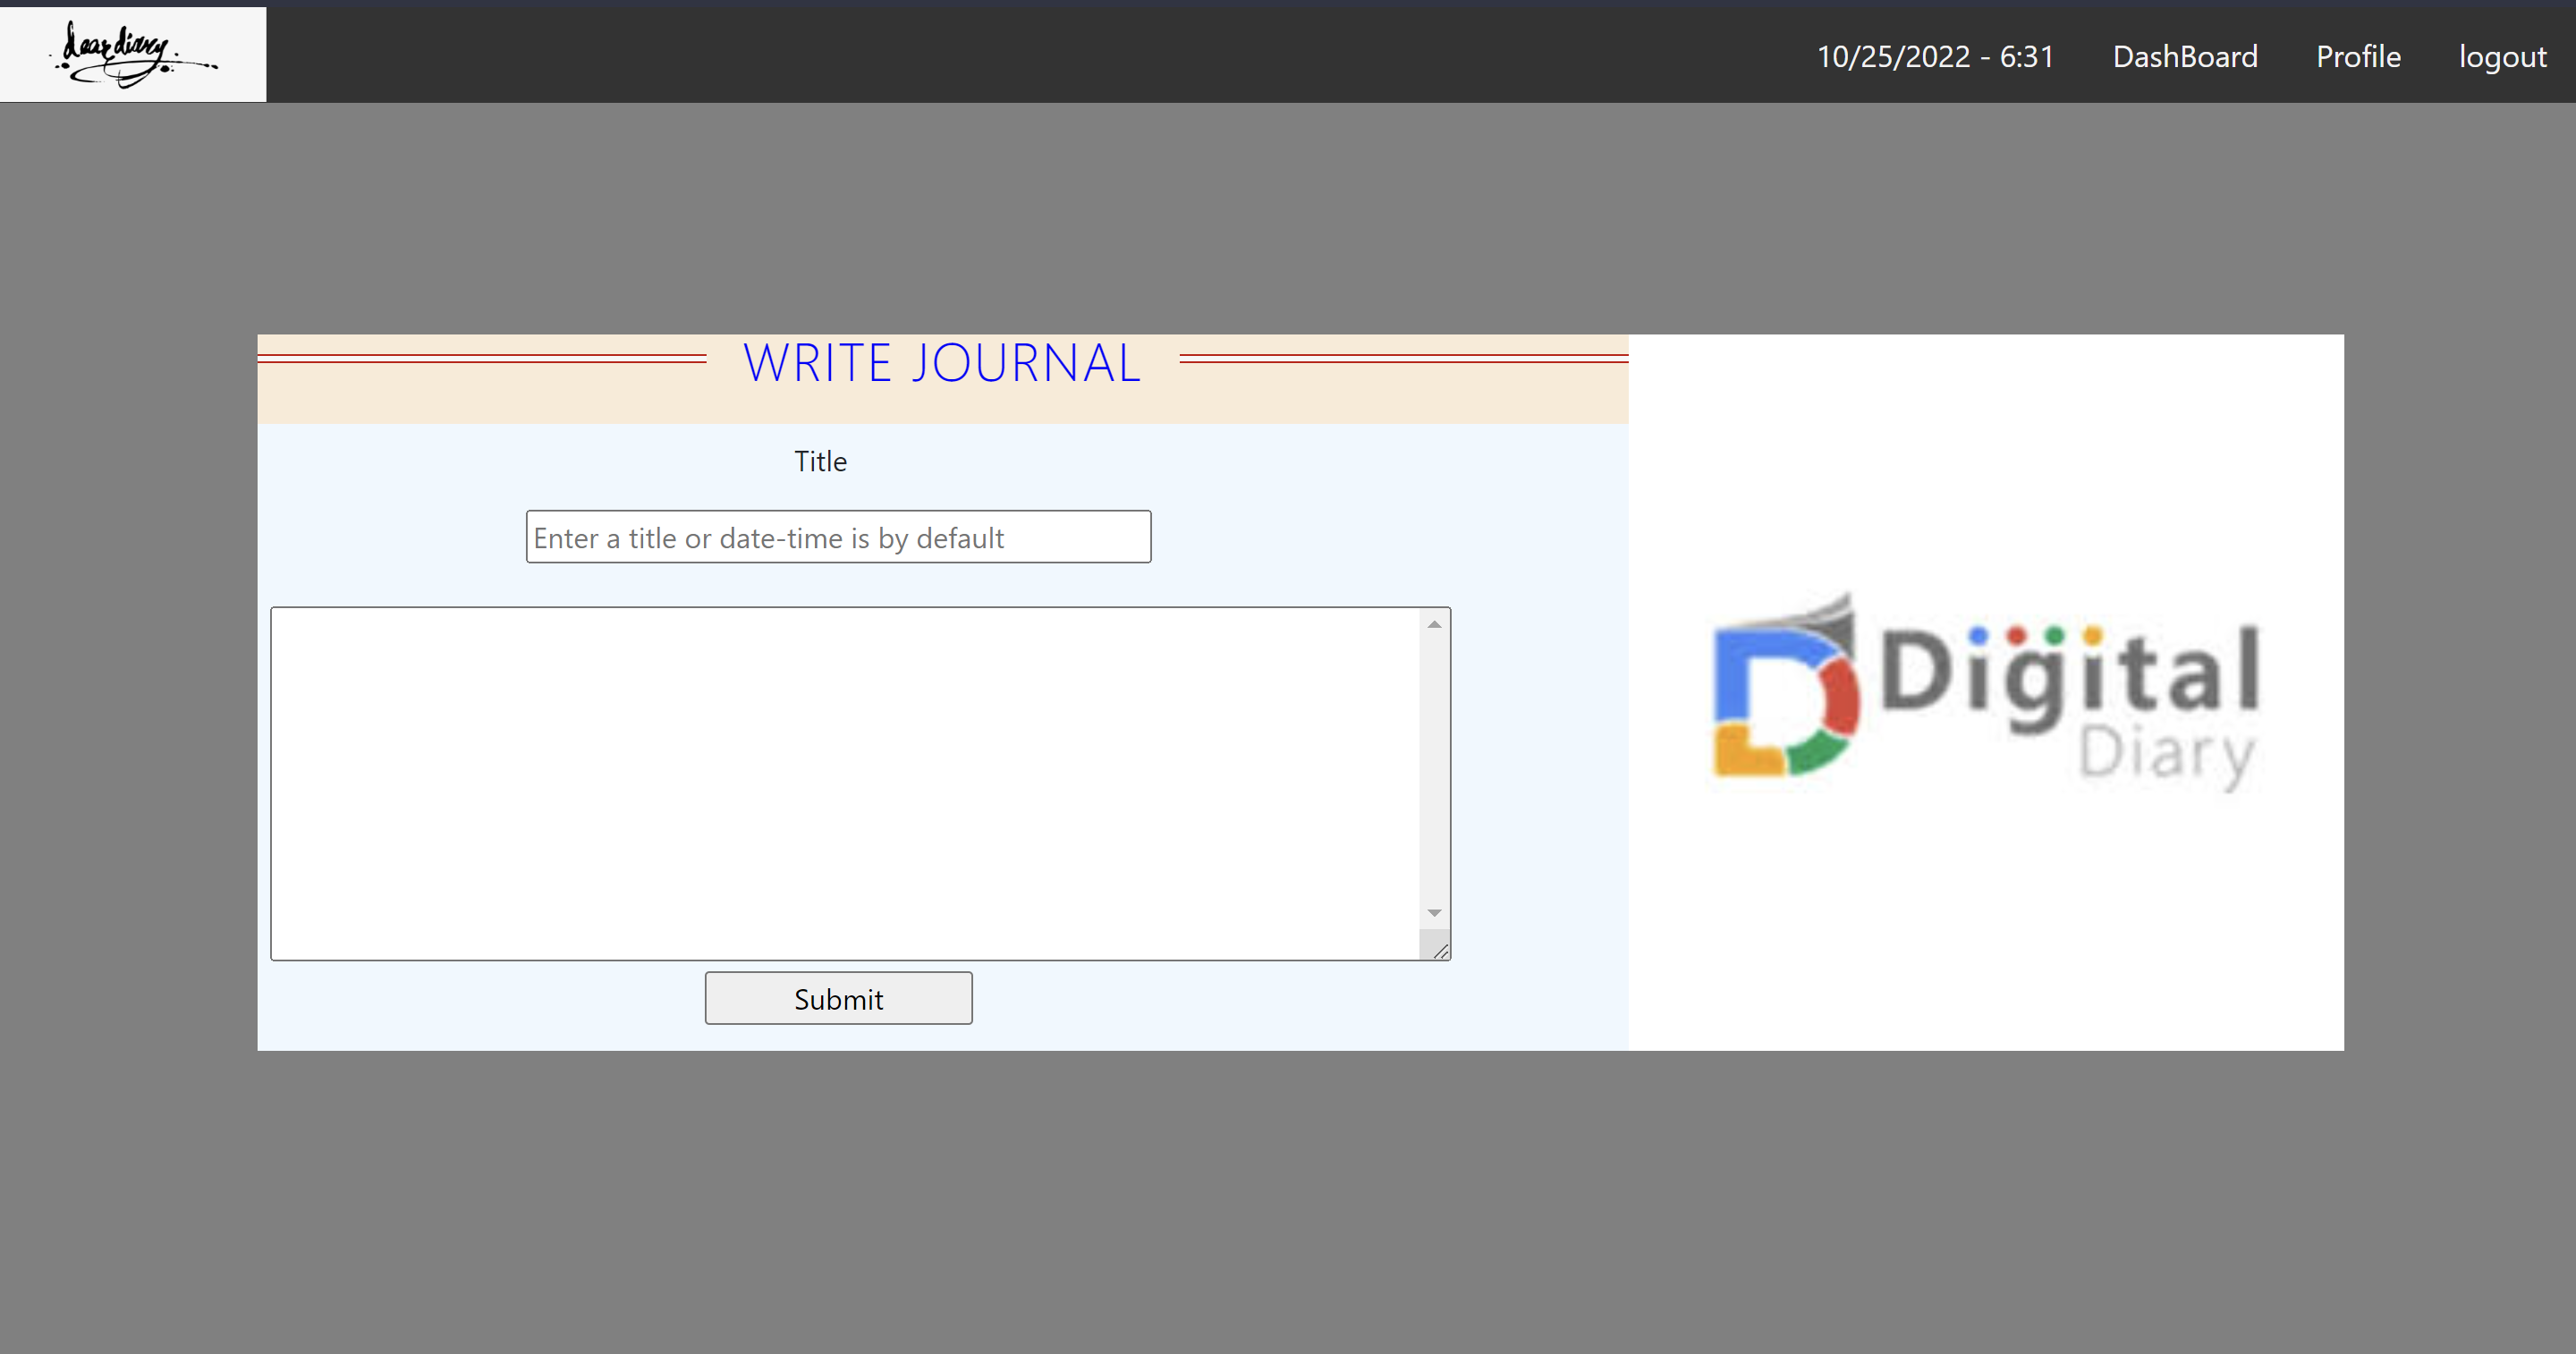 dear diary
10/25/2022 - 6:31 DashBoard Profile logout
WRITE JOURNAL
Title
Enter a title or date-time is by default
Submit
Digital
Diary